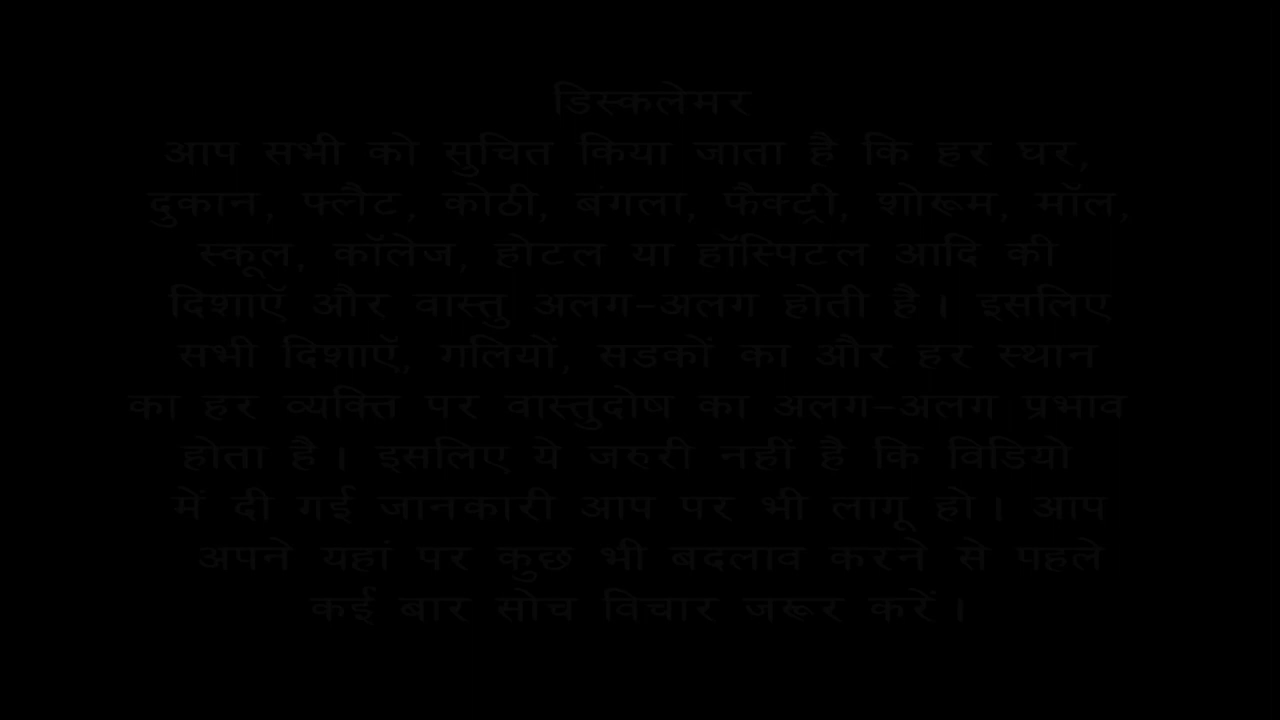 डिस्कलेमर
आप सभी को सुचित किया जाता है कि हर घर,
दुकान, फ्लैट, कोठी, बंगला, फैक्ट्री, शोरूम, मॉल,
स्कूल, कॉलेज, होटल या हॉस्पिटल आदि की
दिशाएॅ और वास्तु अलग-अलग होती है। इसलिए
सभी दिशाएॅ, गलियों, सडकों का और हर स्थान
का हर व्यक्ति पर वास्तुदोष का अलग-अलग प्रभाव
होता है। इसलिए ये जरुरी नहीं है कि विडियो
में दी गई जानकारी आप पर भी लागू हो। आप
अपने यहां पर कुछ भी बदलाव करने से पहले
कई बार सोच विचार जरूर करें।